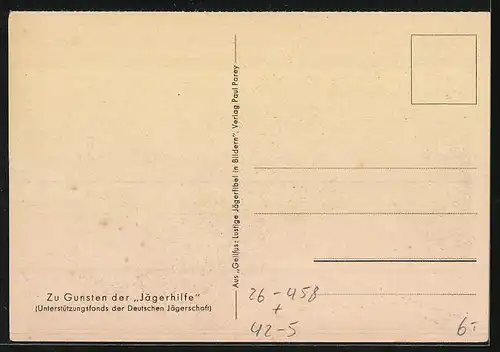 Zu Gunsten der „Jägerhilfe“
(Unterstützungsfonds der Deutschen Jägerschaft)
Aus „Geilfus: Lustige Jägerfibel in Bildern“, Verlag Paul Parey
26-458
+
42-5
6-